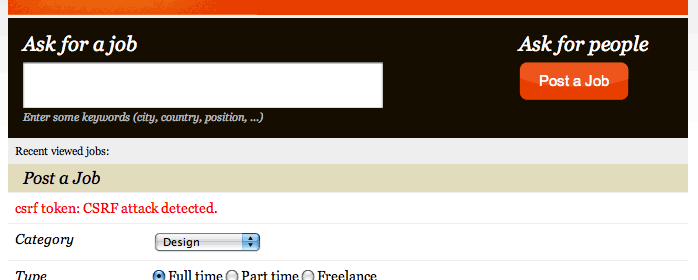 Ask for a job
Ask for people
Post a Job
Enter some keywords (city, country, position, ...)
Recent viewed jobs:
Post a Job
csrf token: CSRF attack detected.
Category
Design
Type
Full time Part time Freelance